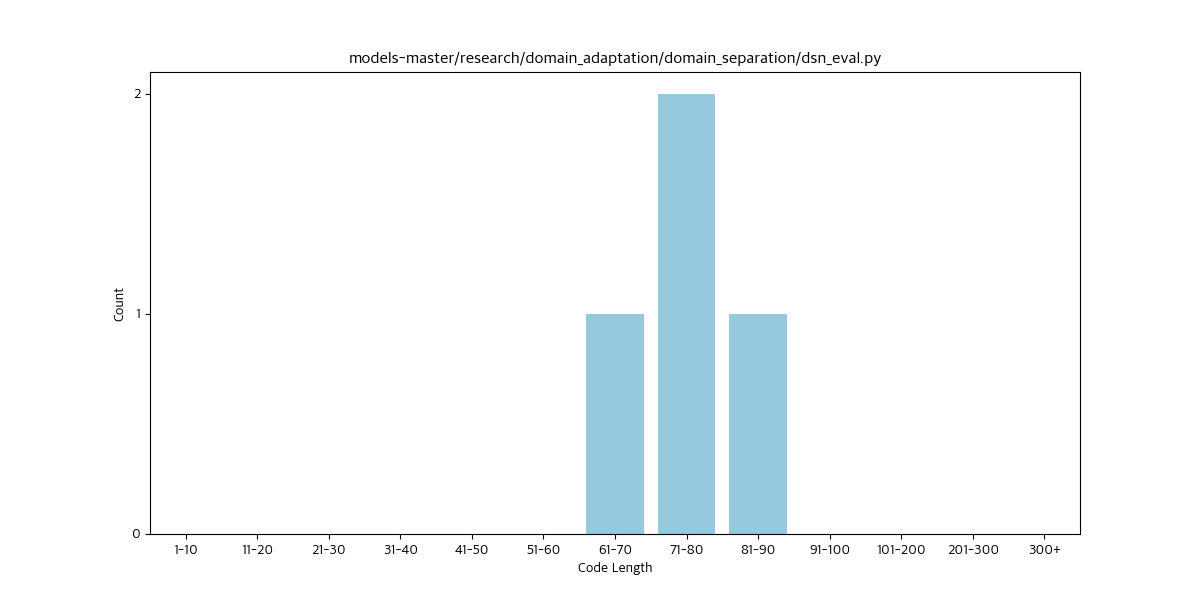 models-master/research/domain_adaptation/domain_separation/dsn_eval.py
2
1
0
Count
1-10 11-20 21-30 31-40 41-50 51-60 61-70 71-80 81-90 91-100 101-200 201-300 300+
Code Length